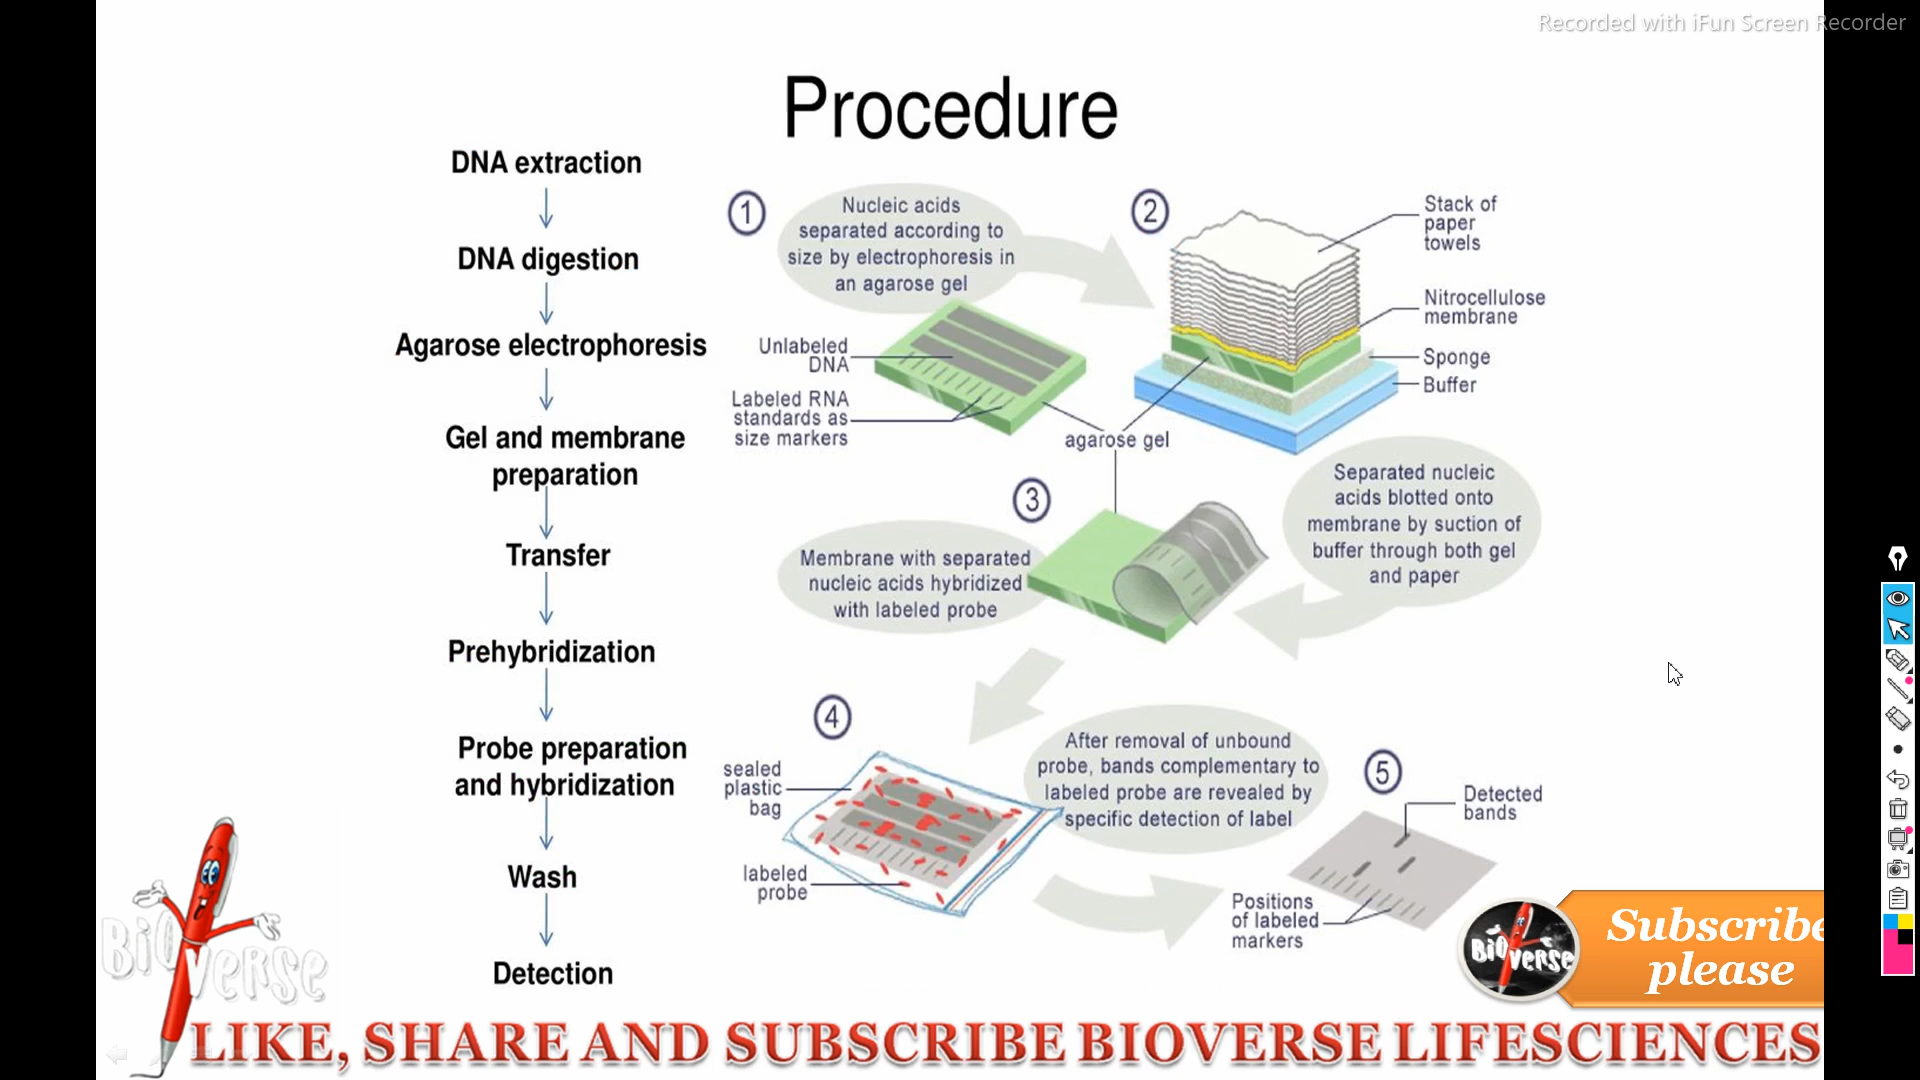 Recorded with iFun Screen Recorder
Procedure
DNA extraction
DNA digestion
Agarose electrophoresis
Gel and membrane
preparation
Transfer
Prehybridization
Probe preparation
and hybridization
Wash
Detection
1
Nucleic acids
separated according to
size by electrophoresis in
an agarose gel
Unlabeled
DNA
Labeled RNA
standards as
size markers
agarose gel
2
Stack of
paper
towels
Nitrocellulose
membrane
Sponge
Buffer
Separated nucleic
acids blotted onto
membrane by suction of
buffer through both gel
and paper
3
Membrane with separated
nucleic acids hybridized
with labeled probe
4
sealed
plastic
bag
labeled
probe
After removal of unbound
probe, bands complementary to
labeled probe are revealed by
specific detection of label
5
Detected
bands
Positions
of labeled
markers
BiO
VERSE
BiO
VERSE
Subscribe
please
LIKE, SHARE AND SUBSCRIBE BIOVERSE LIFESCIENCES